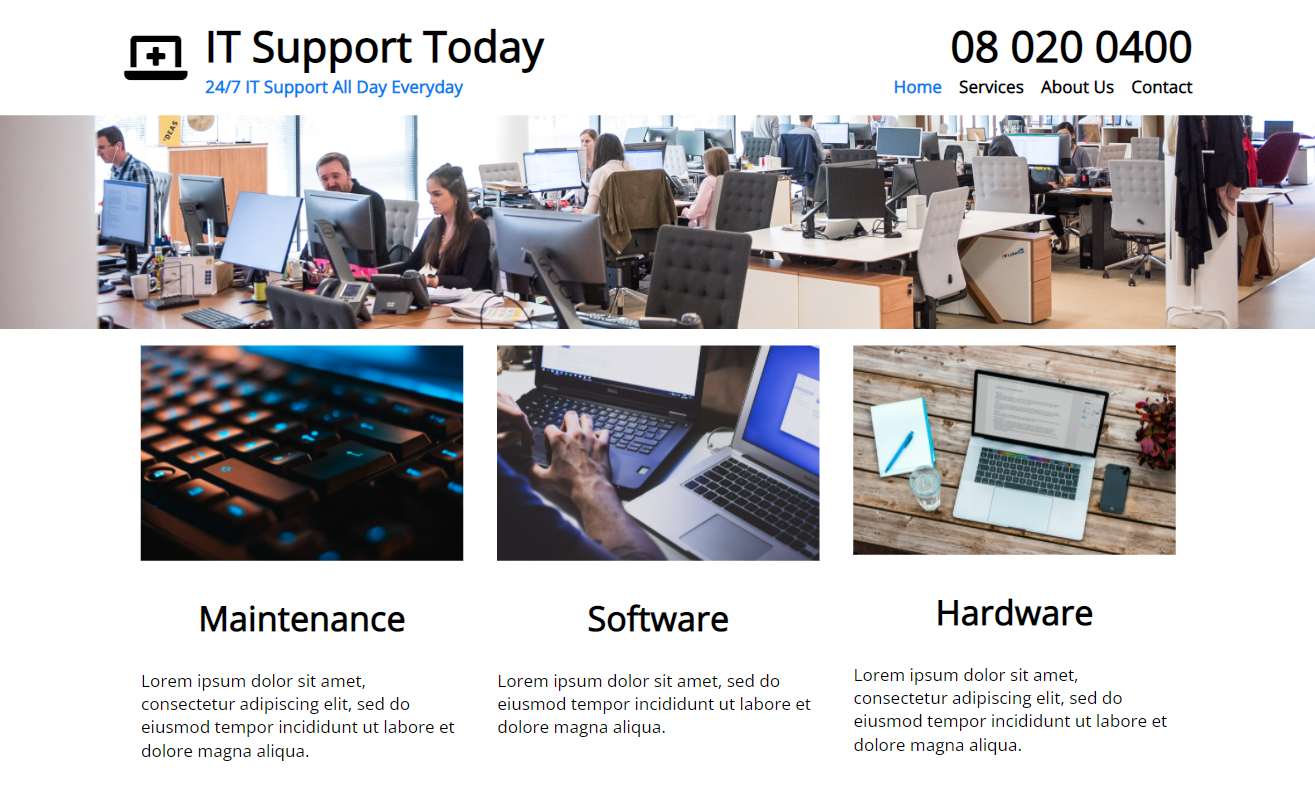 IT Support Today
08 020 0400
24/7 IT Support All Day Everyday
Home Services About Us Contact
IDEAS
Maintenance
Software
Hardware
Lorem ipsum dolor sit amet,
consectetur adipiscing elit, sed do
eiusmod tempor incididunt ut labore et
dolore magna aliqua.
Lorem ipsum dolor sit amet, sed do
eiusmod tempor incididunt ut labore et
dolore magna aliqua.
Lorem ipsum dolor sit amet,
consectetur adipiscing elit, sed do
eiusmod tempor incididunt ut labore et
dolore magna aliqua.